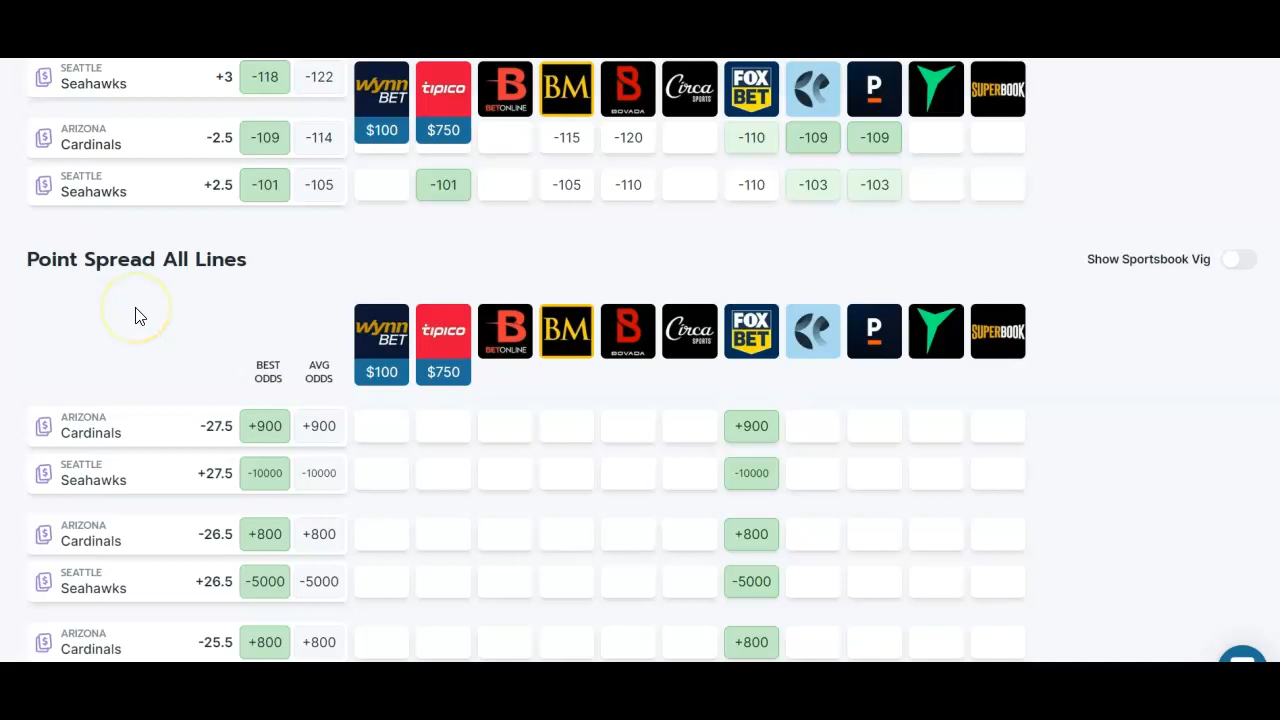 SEATTLE
Seahawks +3 -118 -122
wynn BET tipico B BETONLINE BM B BOVADA Circa SPORTS FOX BET P SUPERBOOK
$100 $750
ARIZONA
Cardinals -2.5 -109 -114 -115 -120 -110 -109 -109
SEATTLE
Seahawks +2.5 -101 -105 -101 -105 -110 -110 -103 -103
Point Spread All Lines Show Sportsbook Vig
wynn BET tipico B BETONLINE BM B BOVADA Circa SPORTS FOX BET P SUPERBOOK
BEST ODDS AVG ODDS $100 $750
ARIZONA
Cardinals -27.5 +900 +900 +900
SEATTLE
Seahawks +27.5 -10000 -10000 -10000
ARIZONA
Cardinals -26.5 +800 +800 +800
SEATTLE
Seahawks +26.5 -5000 -5000 -5000
ARIZONA
Cardinals -25.5 +800 +800 +800